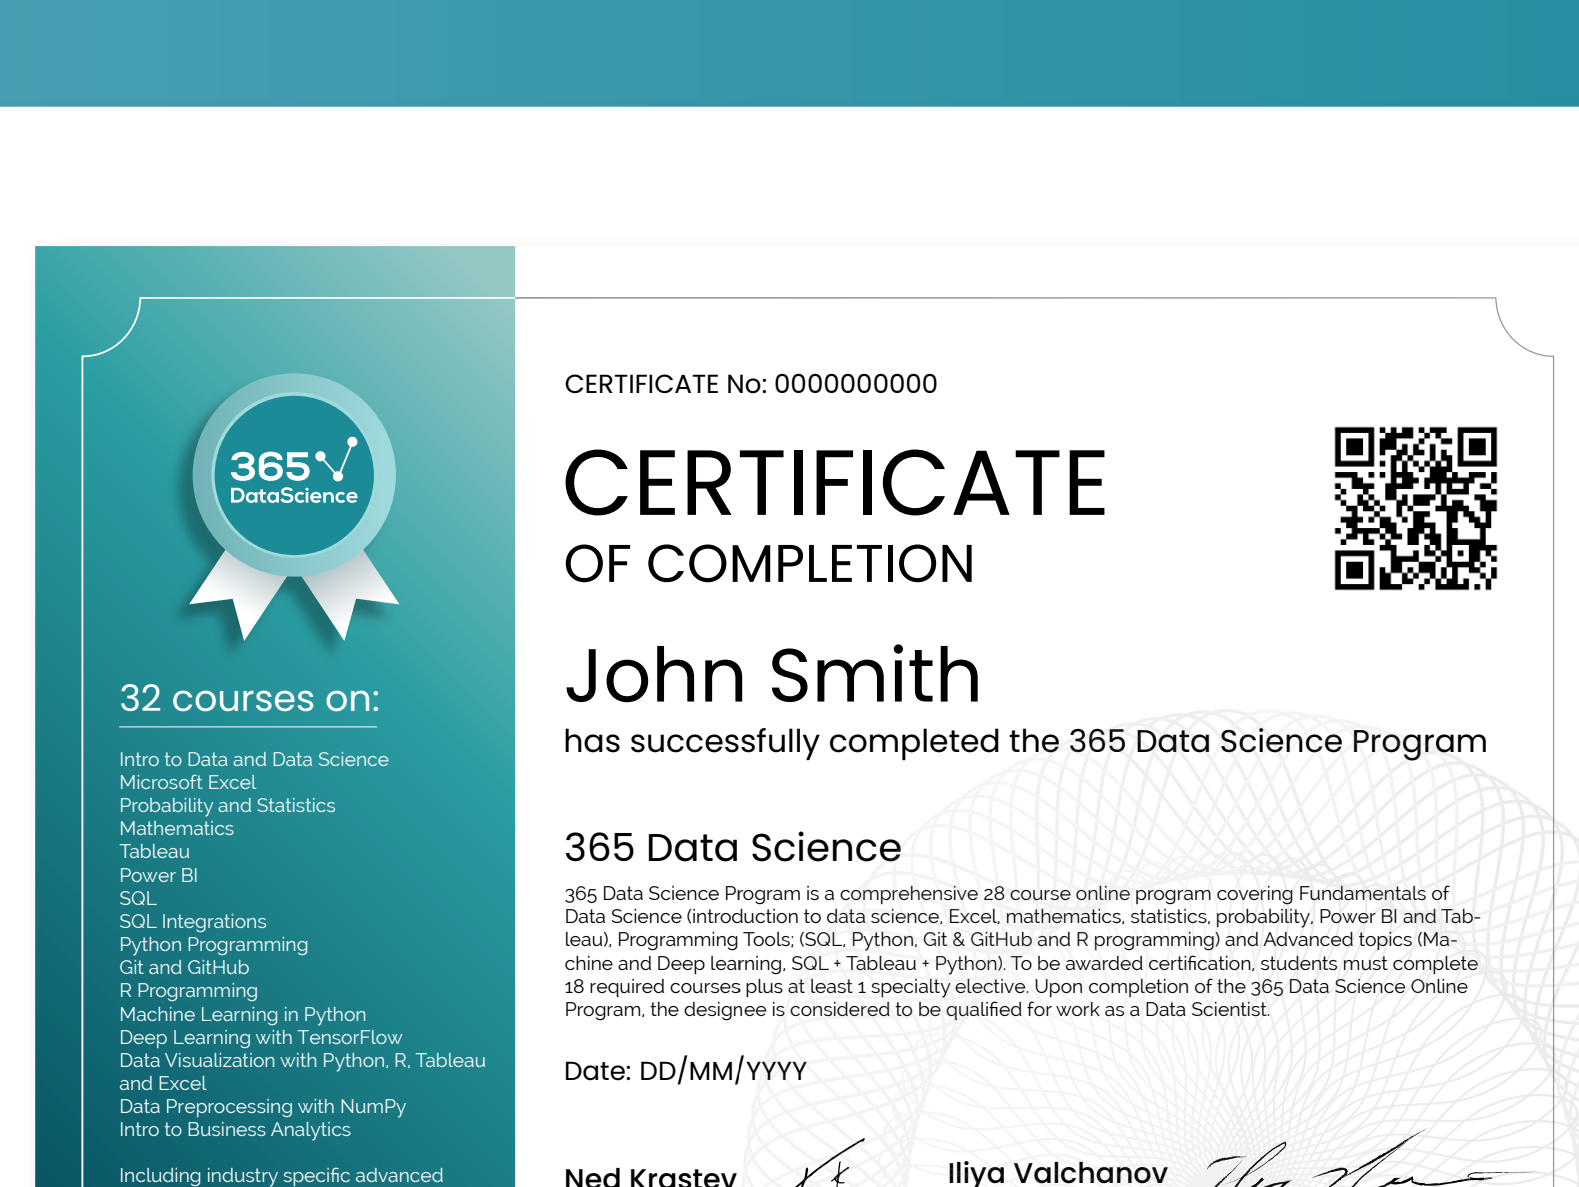 CERTIFICATE No: 0000000000
CERTIFICATE
OF COMPLETION
John Smith
has successfully completed the 365 Data Science Program
365 Data Science
365 Data Science Program is a comprehensive 28 course online program covering Fundamentals of
Data Science (introduction to data science, Excel, mathematics, statistics, probability, Power BI and Tab-
leau), Programming Tools; (SQL, Python, Git & GitHub and R programming) and Advanced topics (Ma-
chine and Deep learning, SQL + Tableau + Python). To be awarded certification, students must complete
18 required courses plus at least 1 specialty elective. Upon completion of the 365 Data Science Online
Program, the designee is considered to be qualified for work as a Data Scientist.
Date: DD/MM/YYYY
Ned Krastev
Iliya Valchanov
365
DataScience
32 courses on:
Intro to Data and Data Science
Microsoft Excel
Probability and Statistics
Mathematics
Tableau
Power BI
SQL
SQL Integrations
Python Programming
Git and GitHub
R Programming
Machine Learning in Python
Deep Learning with TensorFlow
Data Visualization with Python, R, Tableau
and Excel
Data Preprocessing with NumPy
Intro to Business Analytics
Including industry specific advanced